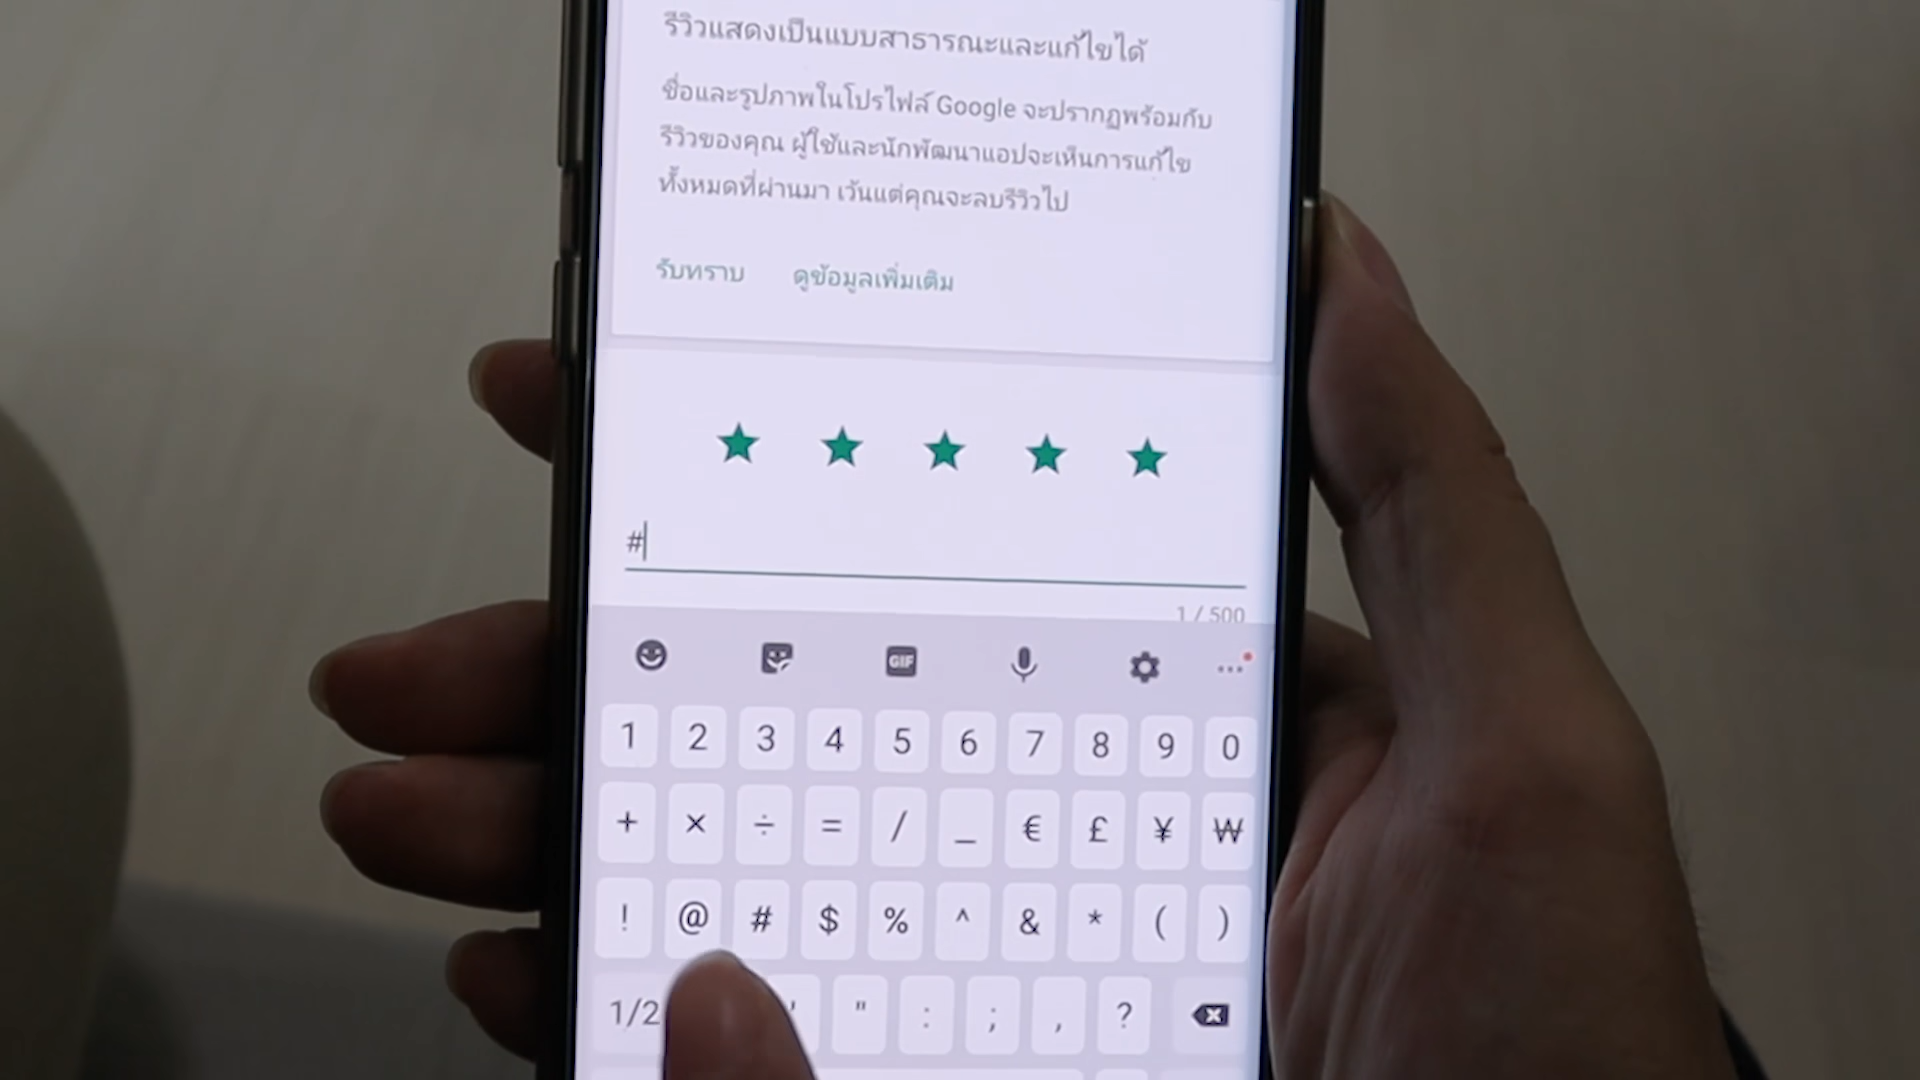 รีวิวแสดงเป็นแบบสาธารณะและแก้ไขได้
ชื่อและรูปภาพในโปรไฟล์ Google จะปรากฏพร้อมกับ
รีวิวของคุณ ผู้ใช้และนักพัฒนาแอปจะเห็นการแก้ไข
ทั้งหมดที่ผ่านมา เว้นแต่คุณจะลบรีวิวไป
รับทราบ ดูข้อมูลเพิ่มเติม
#
1 / 500
GIF
1 2 3 4 5 6 7 8 9 0
+ × ÷ = / _ € £ ¥ ₩
! @ # $ % ^ & * ( )
1/2 ' " : ; , ?